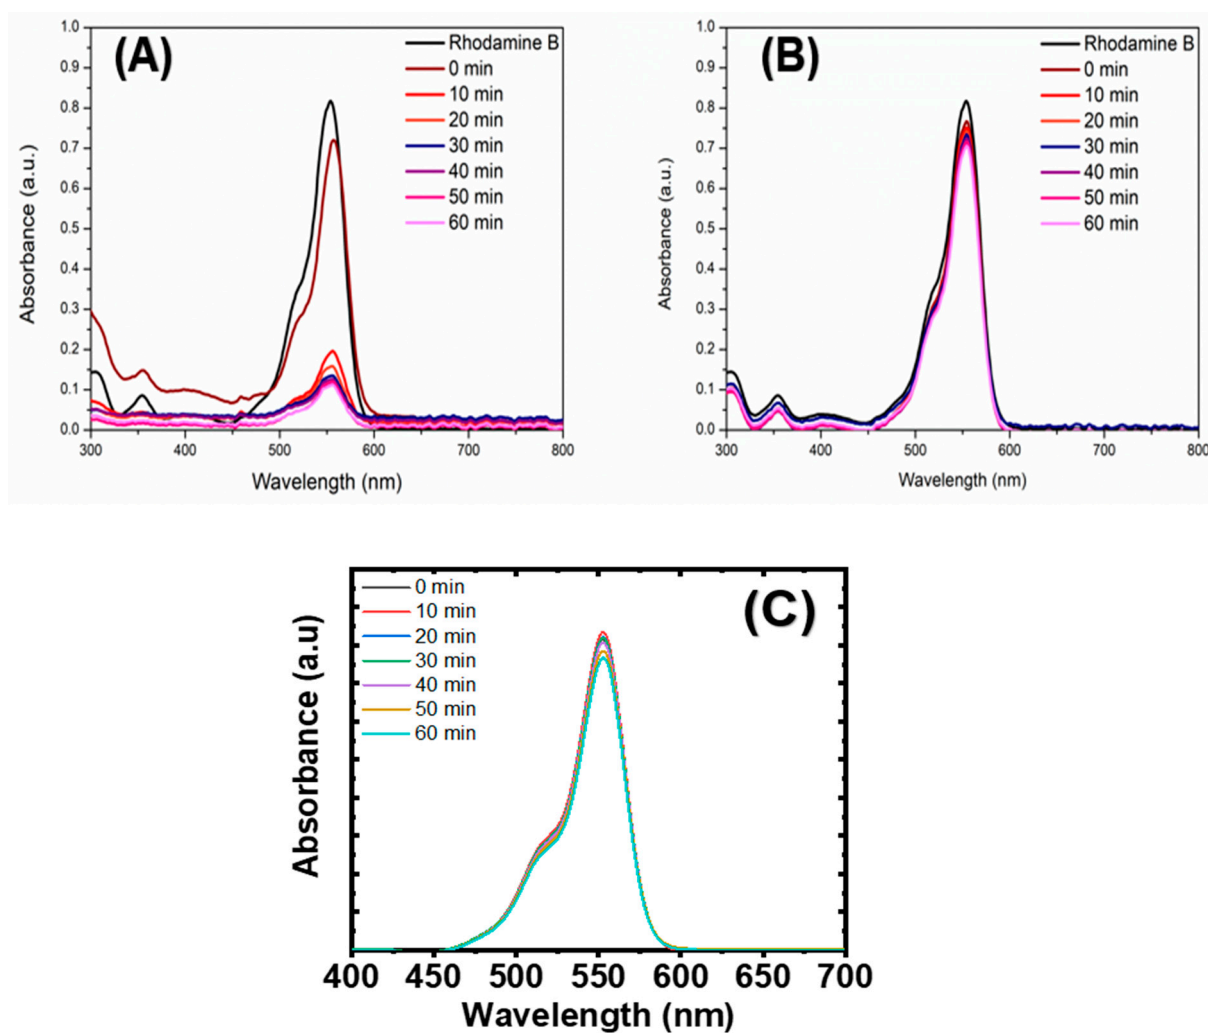 (A)
Rhodamine B
0 min
10 min
20 min
30 min
40 min
50 min
60 min
1.0
0.9
0.8
0.7
0.6
0.5
0.4
0.3
0.2
0.1
0.0
Absorbance (a.u.)
300 400 500 600 700 800
Wavelength (nm)
(B)
Rhodamine B
0 min
10 min
20 min
30 min
40 min
50 min
60 min
1.0
0.9
0.8
0.7
0.6
0.5
0.4
0.3
0.2
0.1
0.0
Absorbance (a.u.)
300 400 500 600 700 800
Wavelength (nm)
(C)
0 min
10 min
20 min
30 min
40 min
50 min
60 min
Absorbance (a.u)
400 450 500 550 600 650 700
Wavelength (nm)